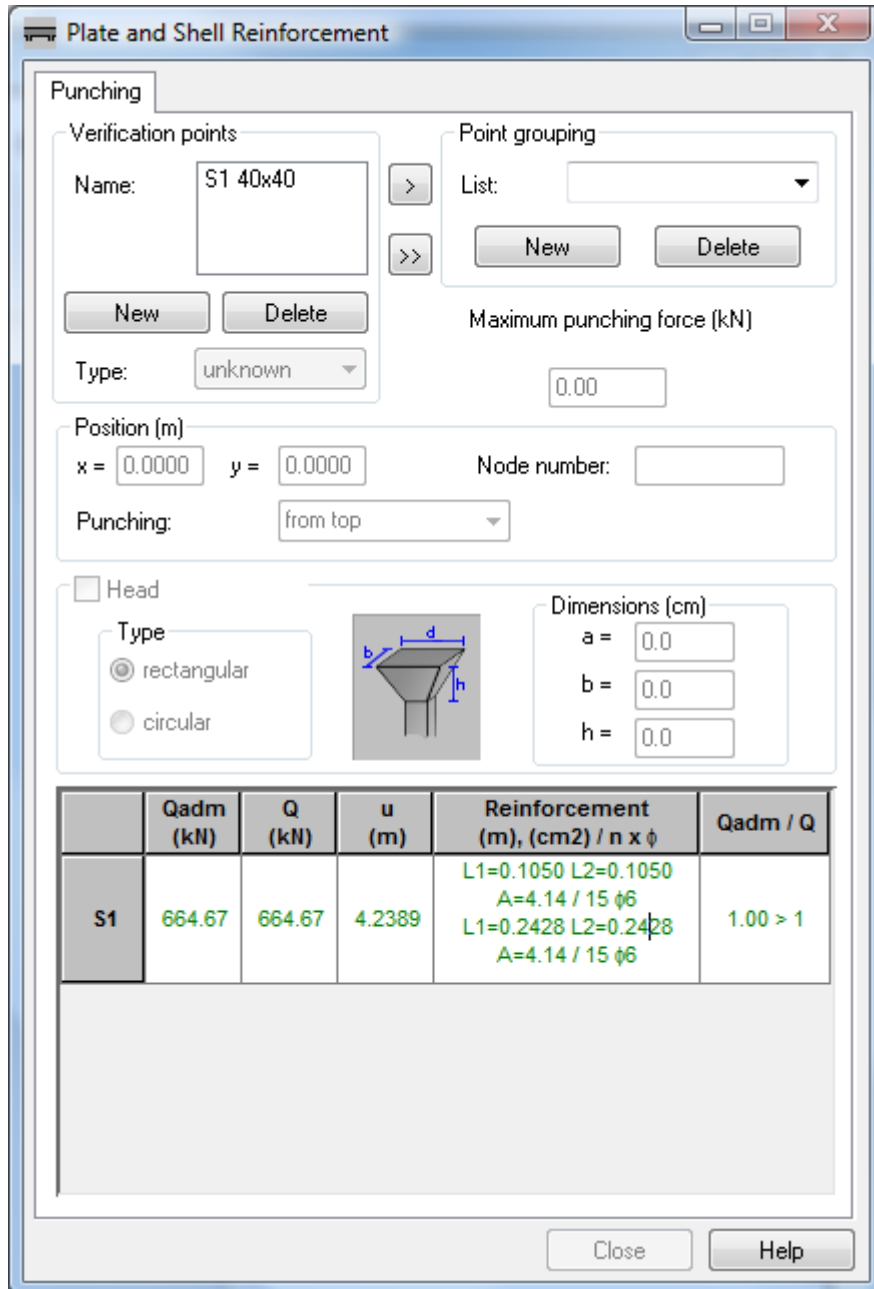 Plate and Shell Reinforcement
Punching
Verification points
Name:
S1 40x40
>
>>
New
Delete
Type:
unknown
Point grouping
List:
New
Delete
Maximum punching force (kN)
0.00
Position (m)
x = 0.0000 y = 0.0000
Node number:
Punching: from top
Head
Type
rectangular
circular
b
d
h
Dimensions (cm)
a = 0.0
b = 0.0
h = 0.0
Qadm (kN)
Q (kN)
u (m)
Reinforcement
(m), (cm2) / n x ϕ
Qadm / Q
S1
664.67
664.67
4.2389
L1=0.1050 L2=0.1050
A=4.14 / 15 ϕ6
L1=0.2428 L2=0.2428
A=4.14 / 15 ϕ6
1.00 > 1
Close
Help